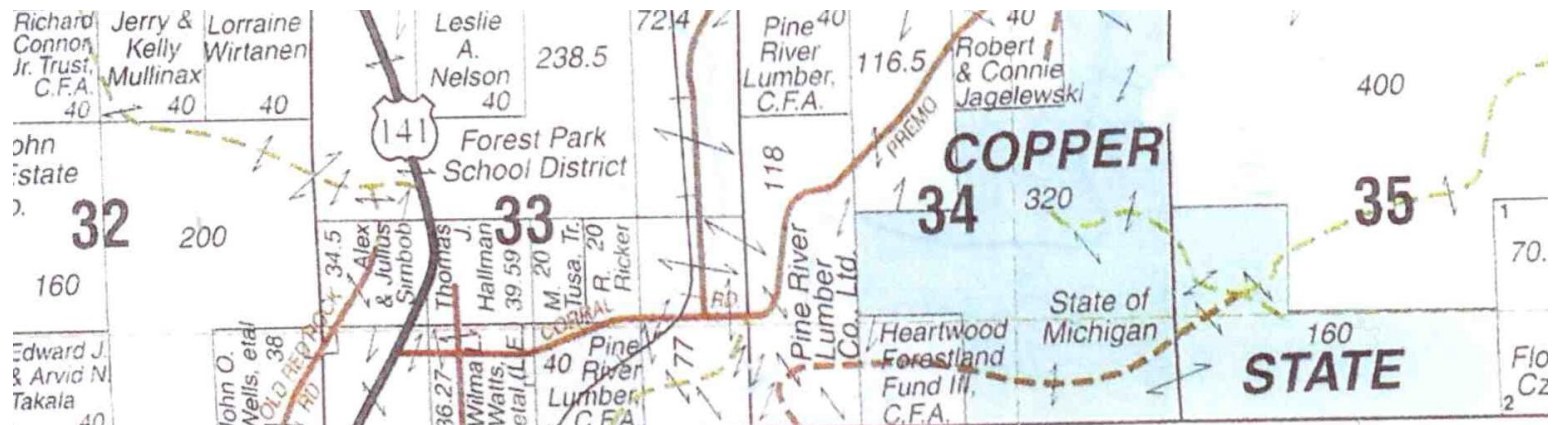 Richard
Connor
Jr. Trust,
C.F.A.
40
Jerry &
Kelly
Mullinax
40
Lorraine
Wirtanen
40
Leslie
A.
Nelson
40
238.5
72.4
Pine 40
River
Lumber,
C.F.A.
116.5
40
Robert
& Connie
Jagelewski
400
141
Forest Park
School District
118
PREMO
COPPER
320
32
33
34
35
200
160
34.5
Alex
& Julius
Simbob
Thomas
J.
Hallman
39.59
M. 20
Tusa, Tr.
R. 20
Ricker
OLD RED ROCK
RD
CORRAL
RD
Pine River
Lumber
Co. Ltd.
State of
Michigan
160
STATE
1
70.
2
Edward J.
& Arvid N.
Takala
40
John O.
Wells, etal
38
36.27
Wilma
Watts,
etal, (L.E.
40 Pine
River
Lumber
C.F.A.
77
Heartwood
Forestland
Fund III,
C.F.A.
Flo
Cz